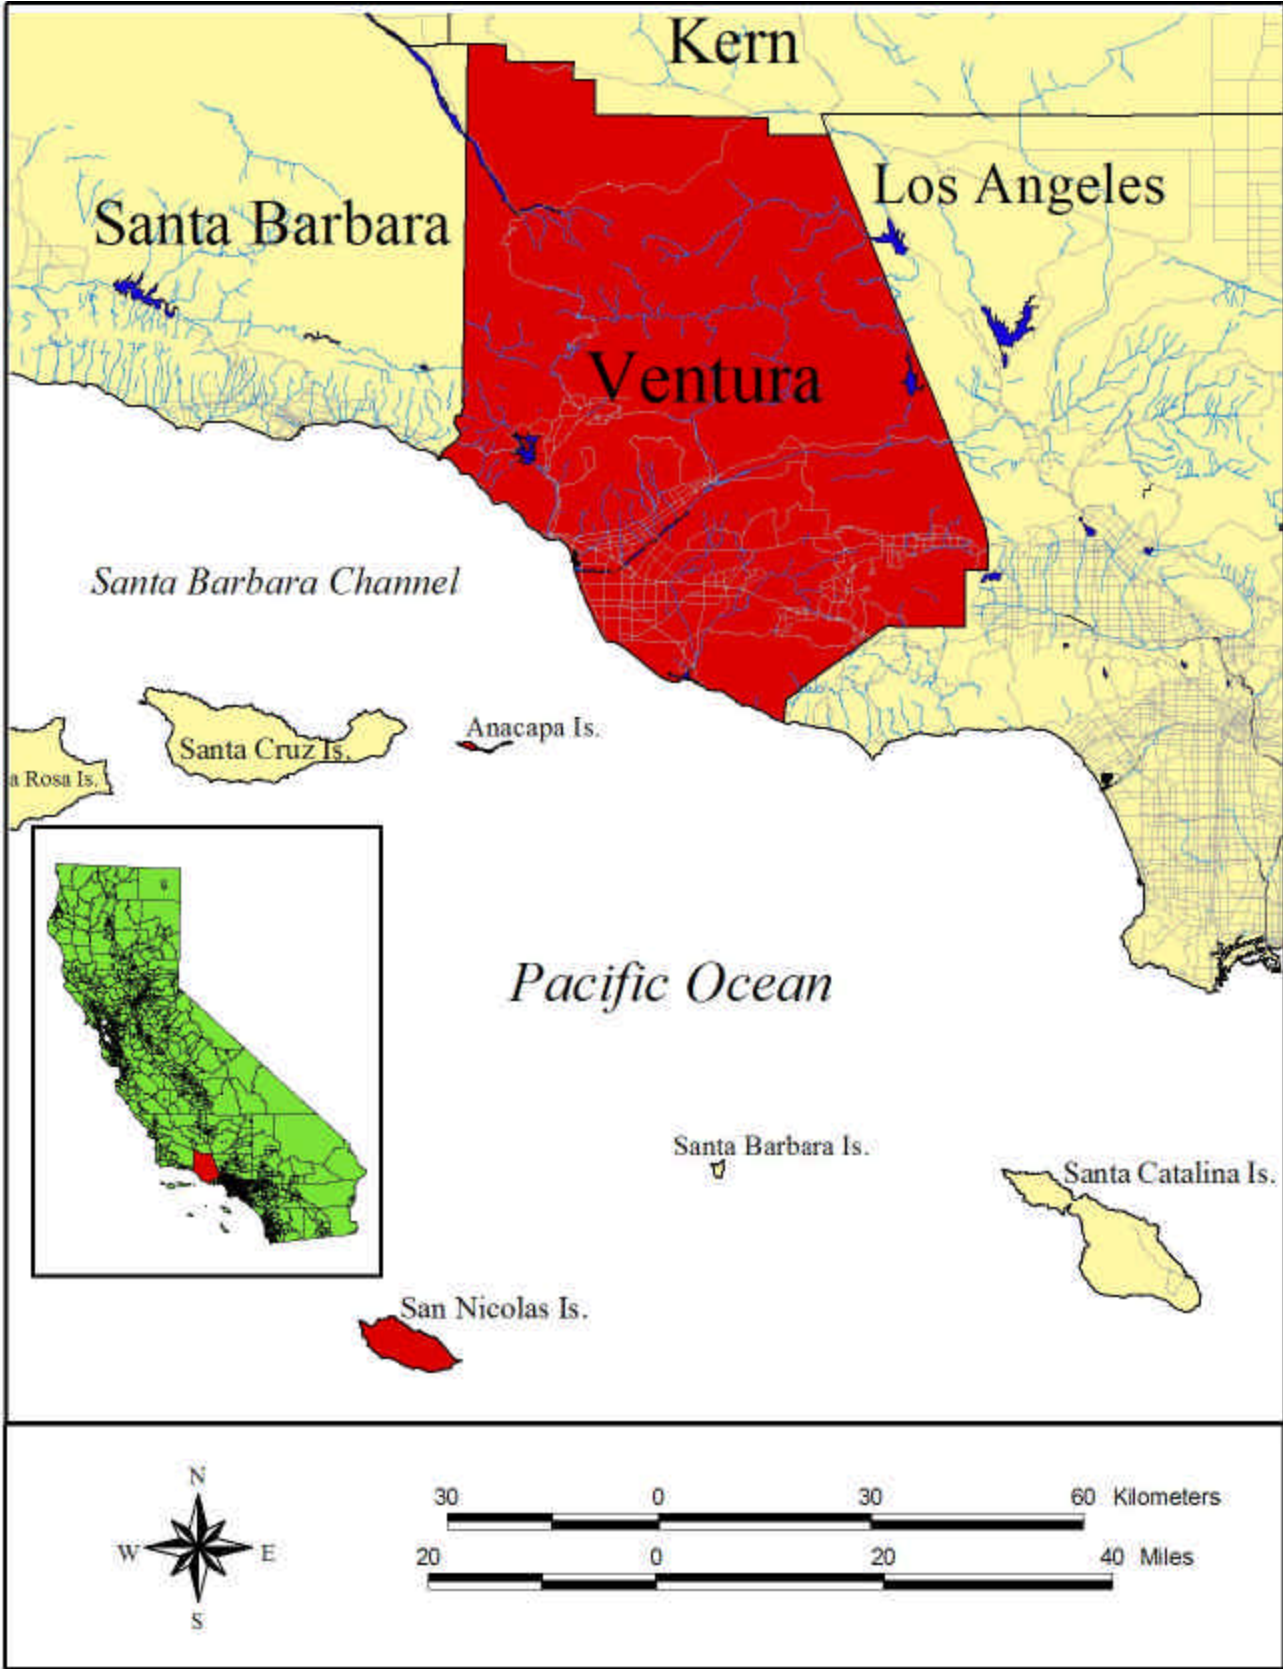 Kern
Los Angeles
Santa Barbara
Ventura
Santa Barbara Channel
Anacapa Is.
Santa Cruz Is.
a Rosa Is.
Pacific Ocean
Santa Barbara Is.
Santa Catalina Is.
San Nicolas Is.
N
W E
S
30 0 30 60 Kilometers
20 0 20 40 Miles